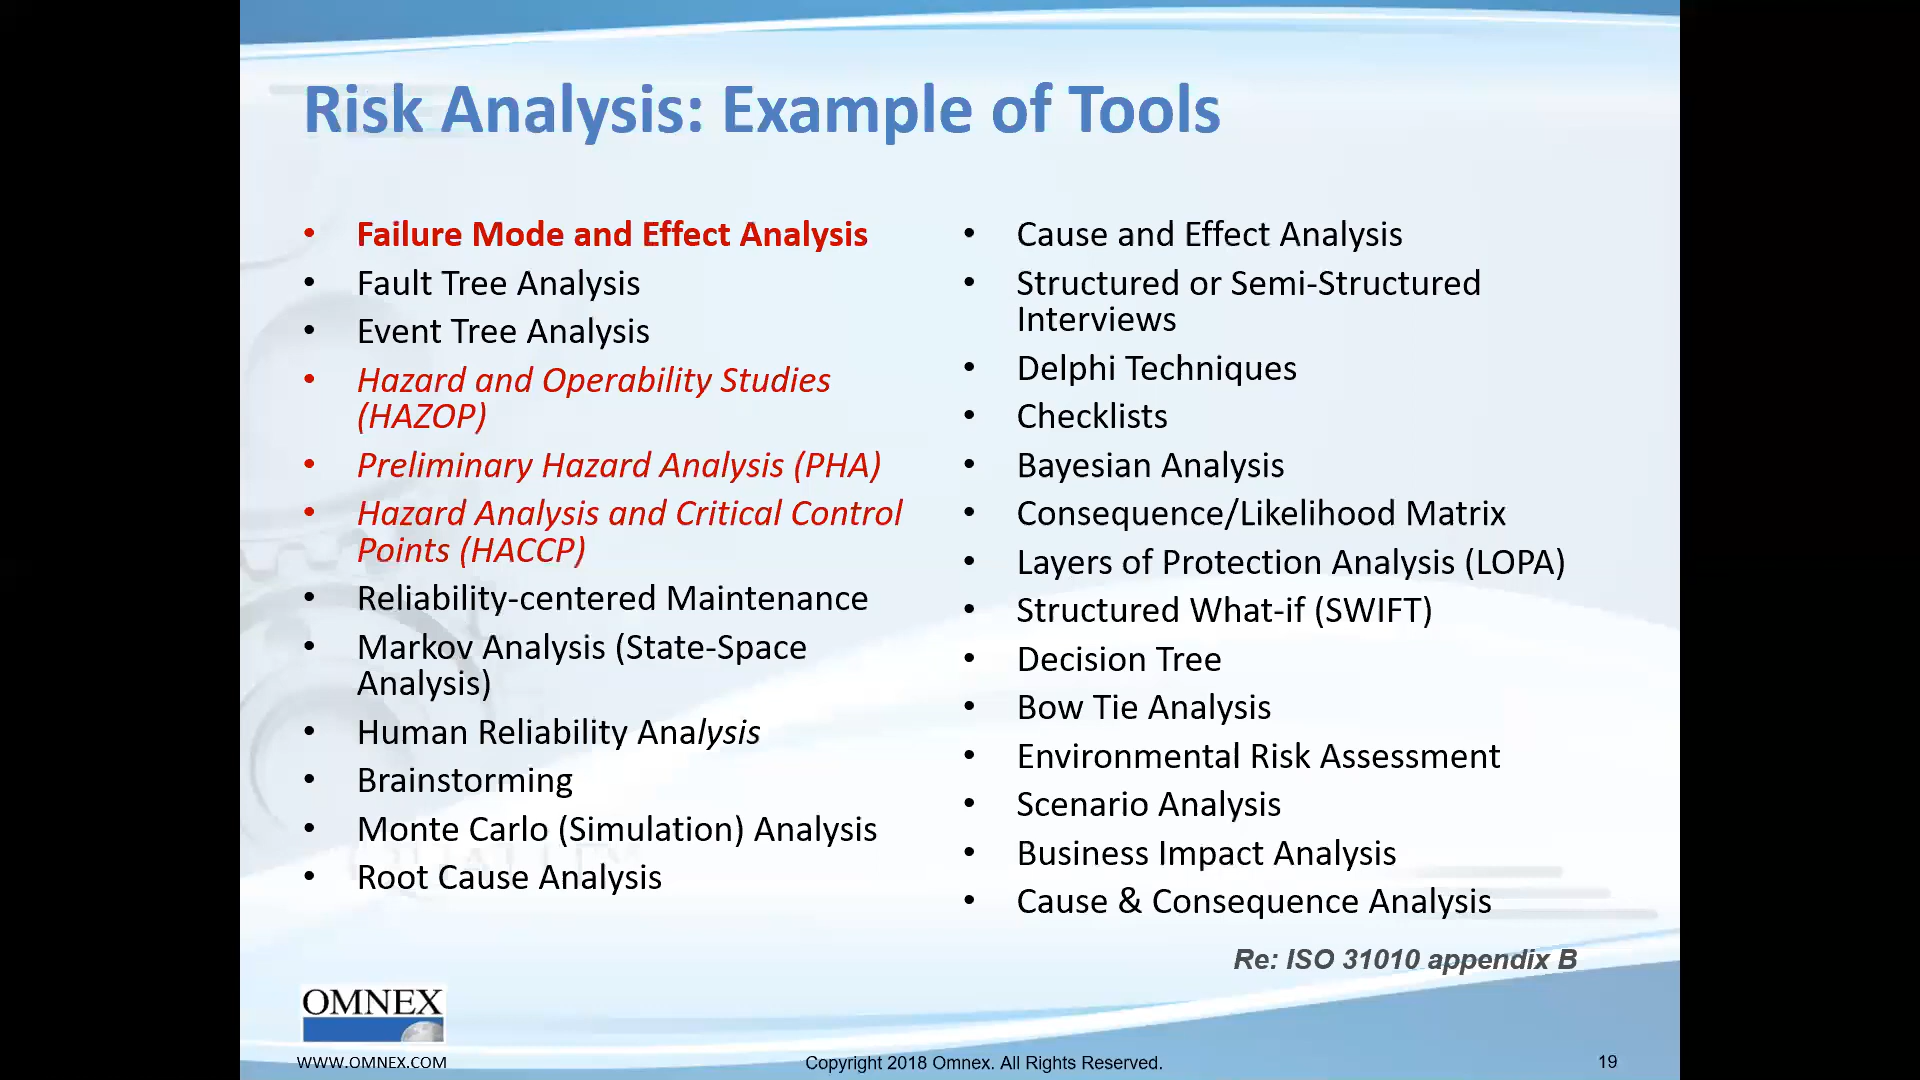 Risk Analysis: Example of Tools
• Failure Mode and Effect Analysis
• Fault Tree Analysis
• Event Tree Analysis
• Hazard and Operability Studies
(HAZOP)
• Preliminary Hazard Analysis (PHA)
• Hazard Analysis and Critical Control
Points (HACCP)
• Reliability-centered Maintenance
• Markov Analysis (State-Space
Analysis)
• Human Reliability Analysis
• Brainstorming
• Monte Carlo (Simulation) Analysis
• Root Cause Analysis
• Cause and Effect Analysis
• Structured or Semi-Structured
Interviews
• Delphi Techniques
• Checklists
• Bayesian Analysis
• Consequence/Likelihood Matrix
• Layers of Protection Analysis (LOPA)
• Structured What-if (SWIFT)
• Decision Tree
• Bow Tie Analysis
• Environmental Risk Assessment
• Scenario Analysis
• Business Impact Analysis
• Cause & Consequence Analysis
Re: ISO 31010 appendix B
OMNEX
WWW.OMNEX.COM
Copyright 2018 Omnex. All Rights Reserved.
19